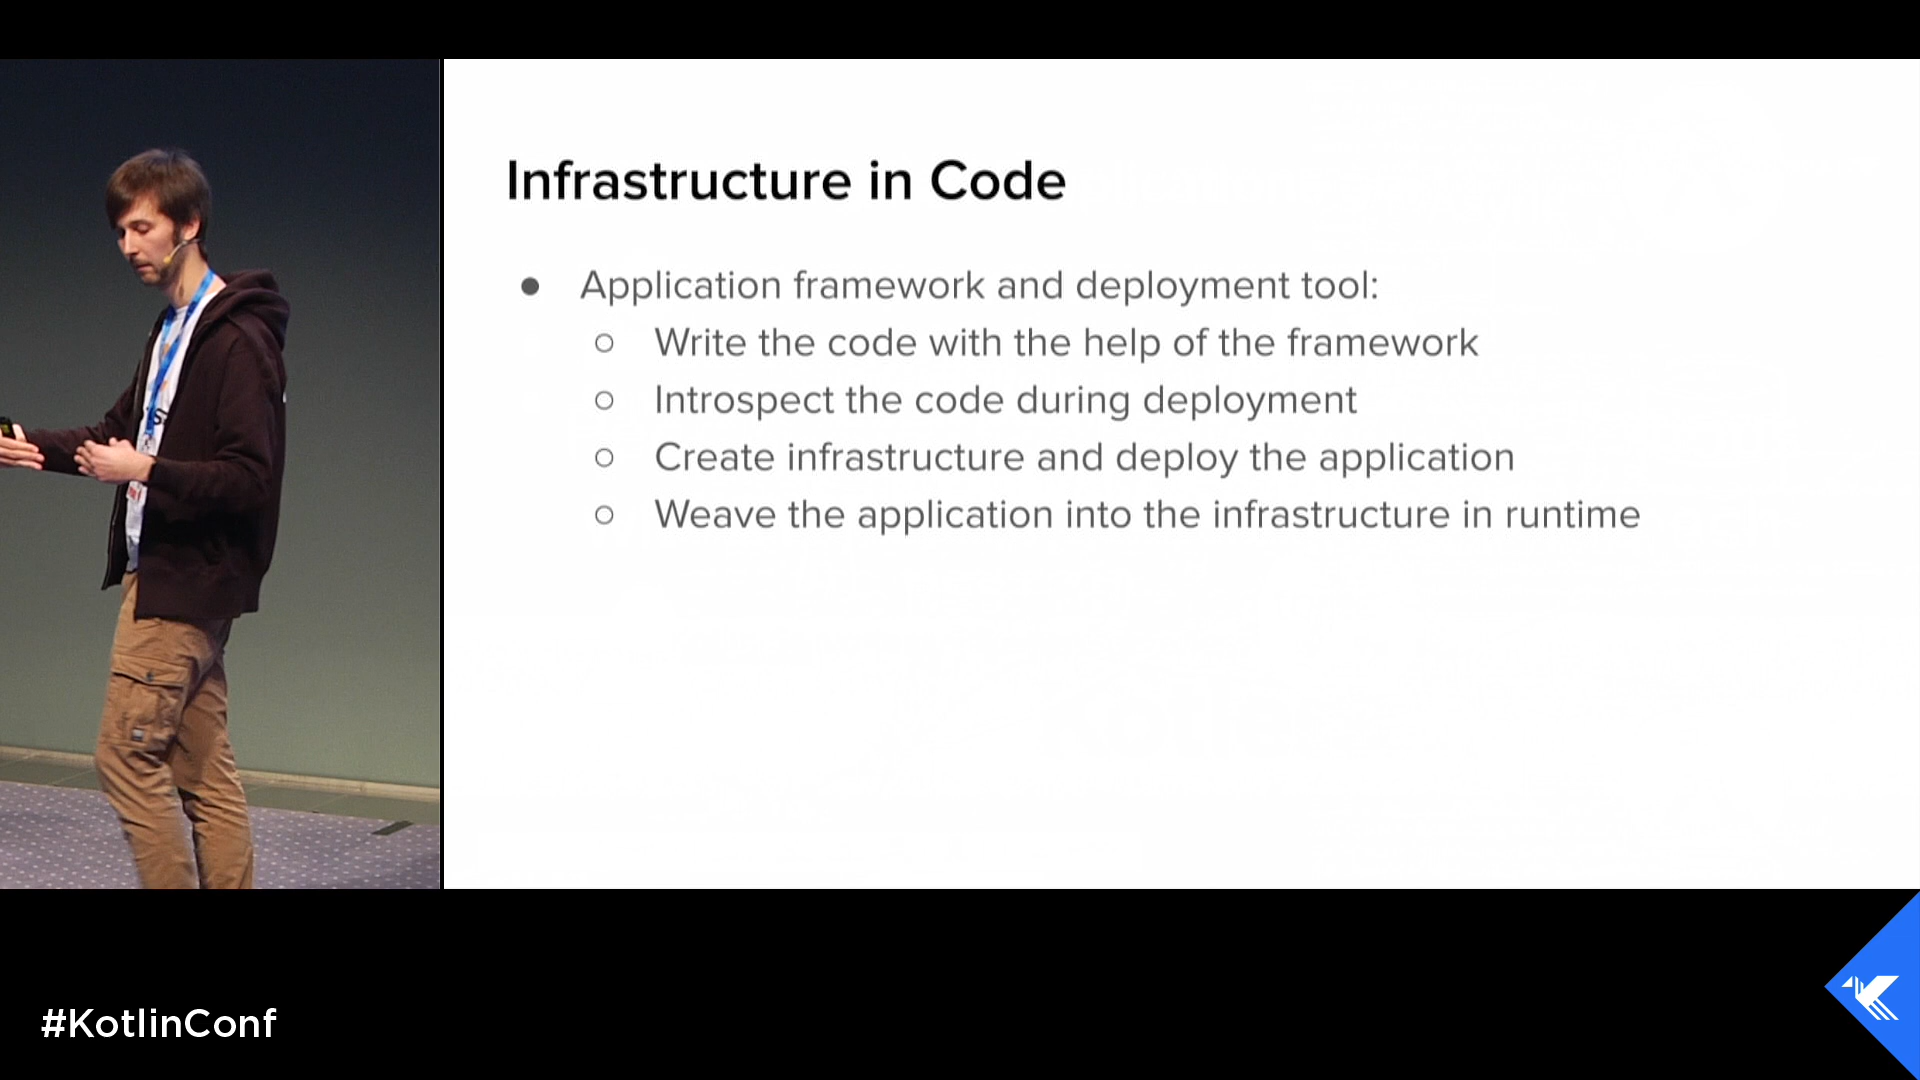 Infrastructure in Code
● Application framework and deployment tool:
○ Write the code with the help of the framework
○ Introspect the code during deployment
○ Create infrastructure and deploy the application
○ Weave the application into the infrastructure in runtime
#KotlinConf